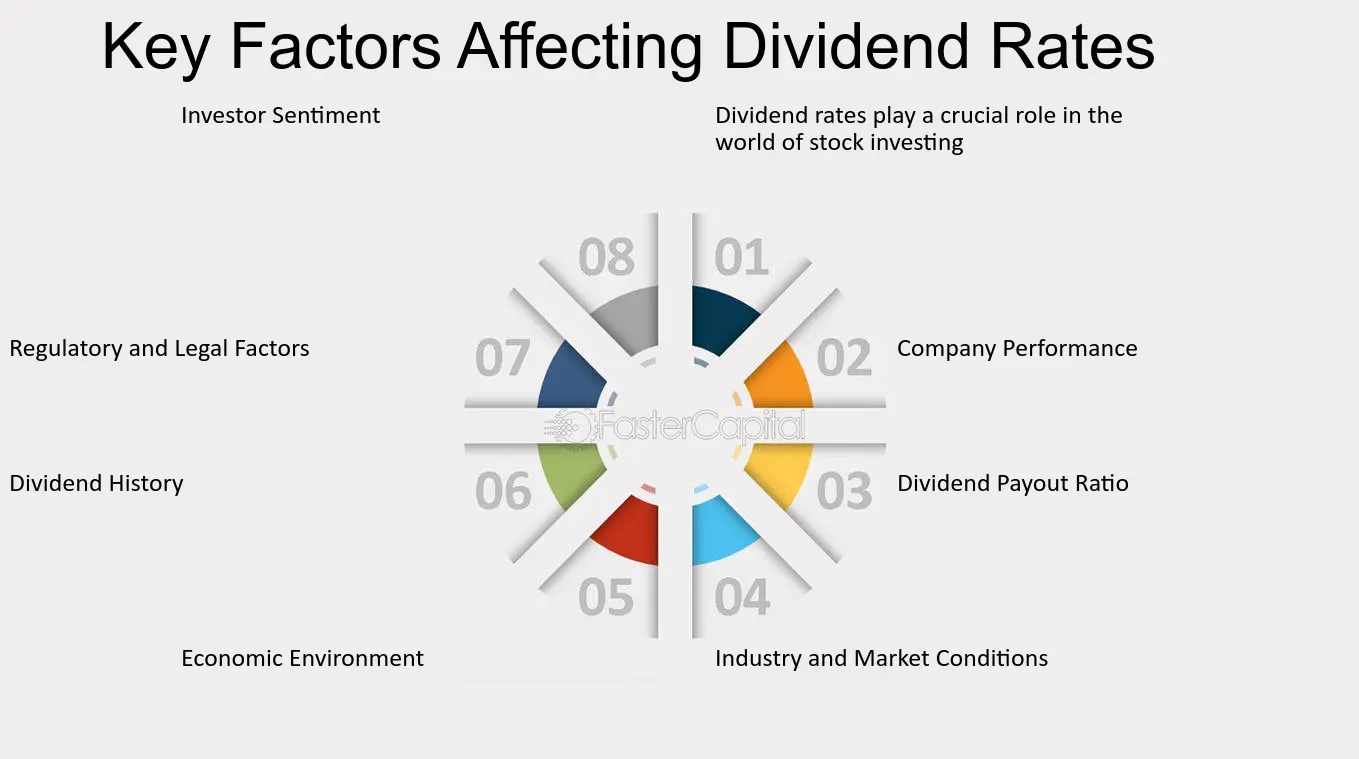 Key Factors Affecting Dividend Rates
Investor Sentiment
Dividend rates play a crucial role in the
world of stock investing
08
01
Regulatory and Legal Factors
07
02
Company Performance
FasterCapital
Dividend History
06
03
Dividend Payout Ratio
05
04
Economic Environment
Industry and Market Conditions